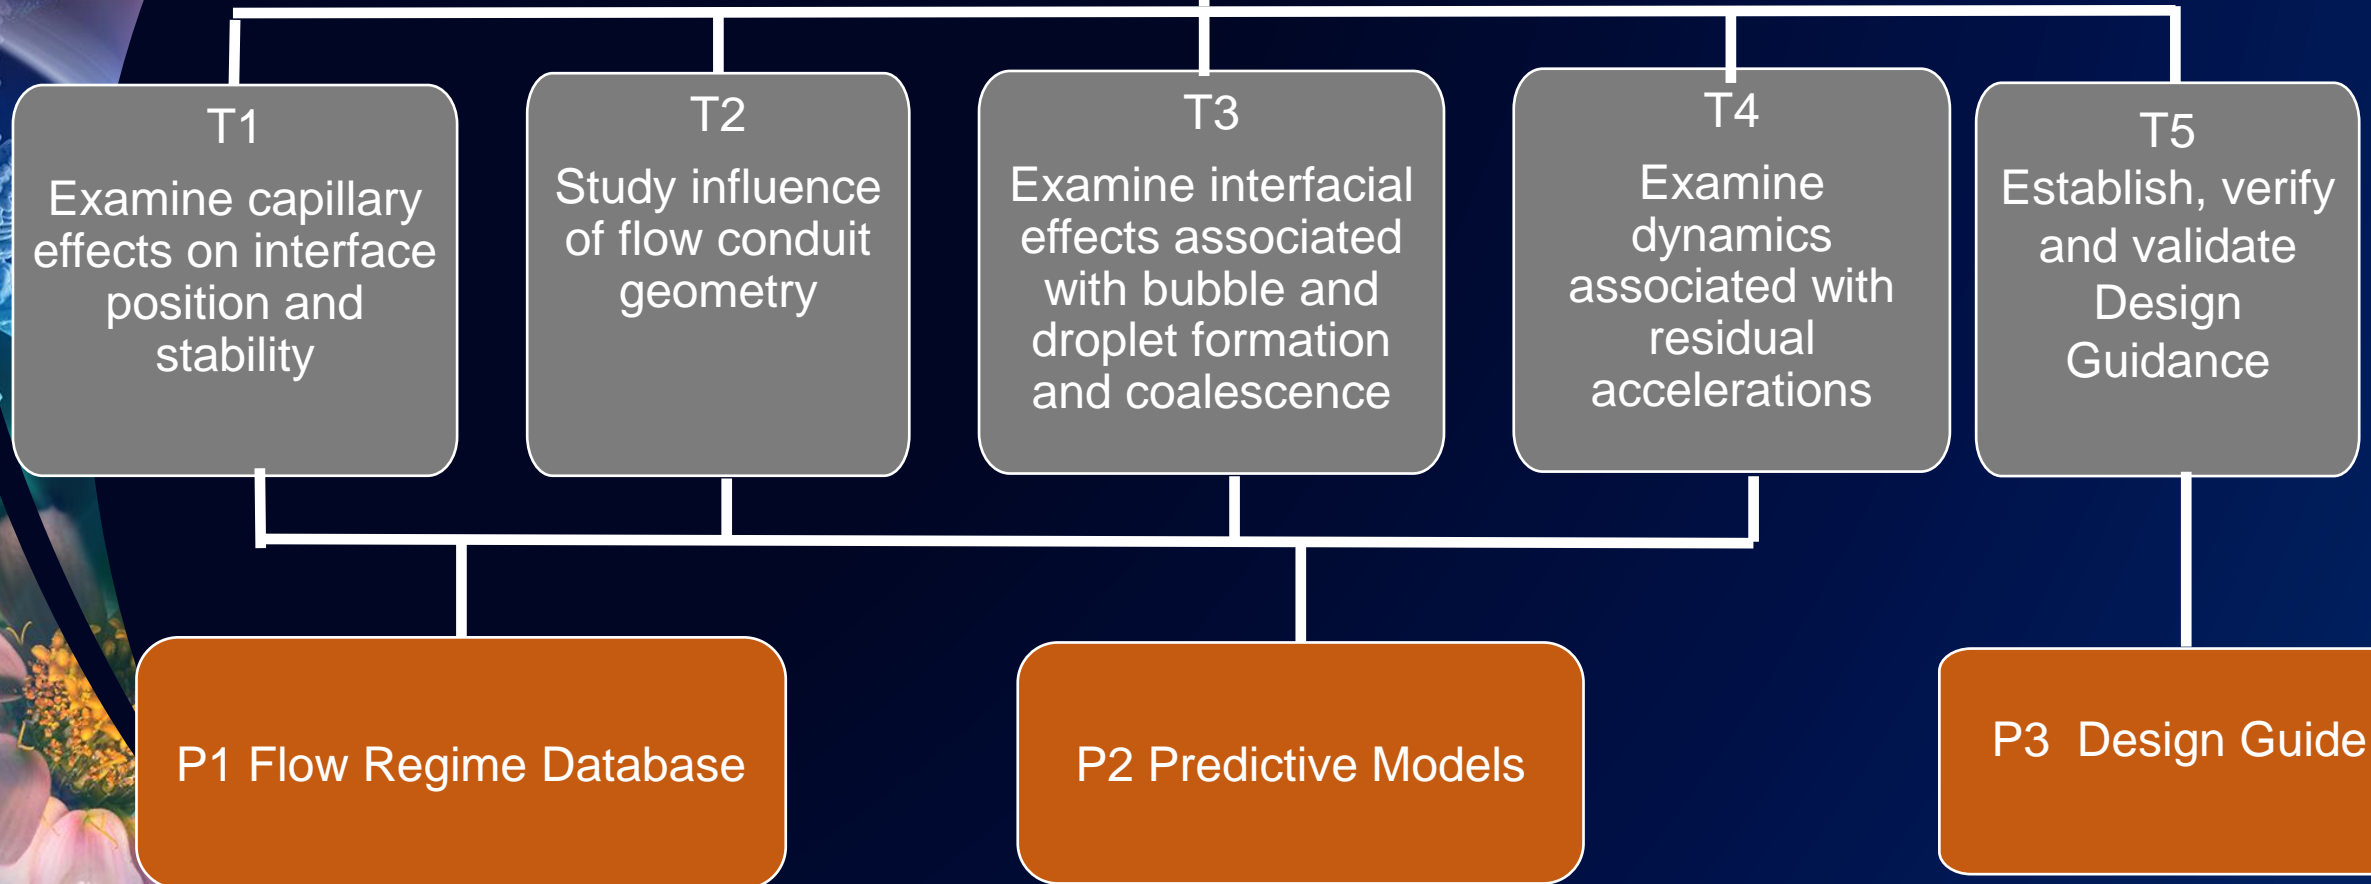 T1
Examine capillary
effects on interface
position and
stability
T2
Study influence
of flow conduit
geometry
T3
Examine interfacial
effects associated
with bubble and
droplet formation
and coalescence
T4
Examine
dynamics
associated with
residual
accelerations
T5
Establish, verify
and validate
Design
Guidance
P1 Flow Regime Database
P2 Predictive Models
P3 Design Guide